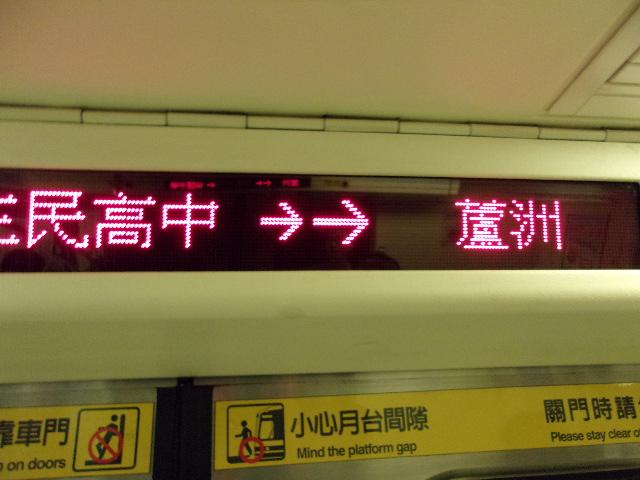 民高中 →→ 蘆洲
靠車門
on doors
小心月台間隙
Mind the platform gap
關門時請
Please stay clear o